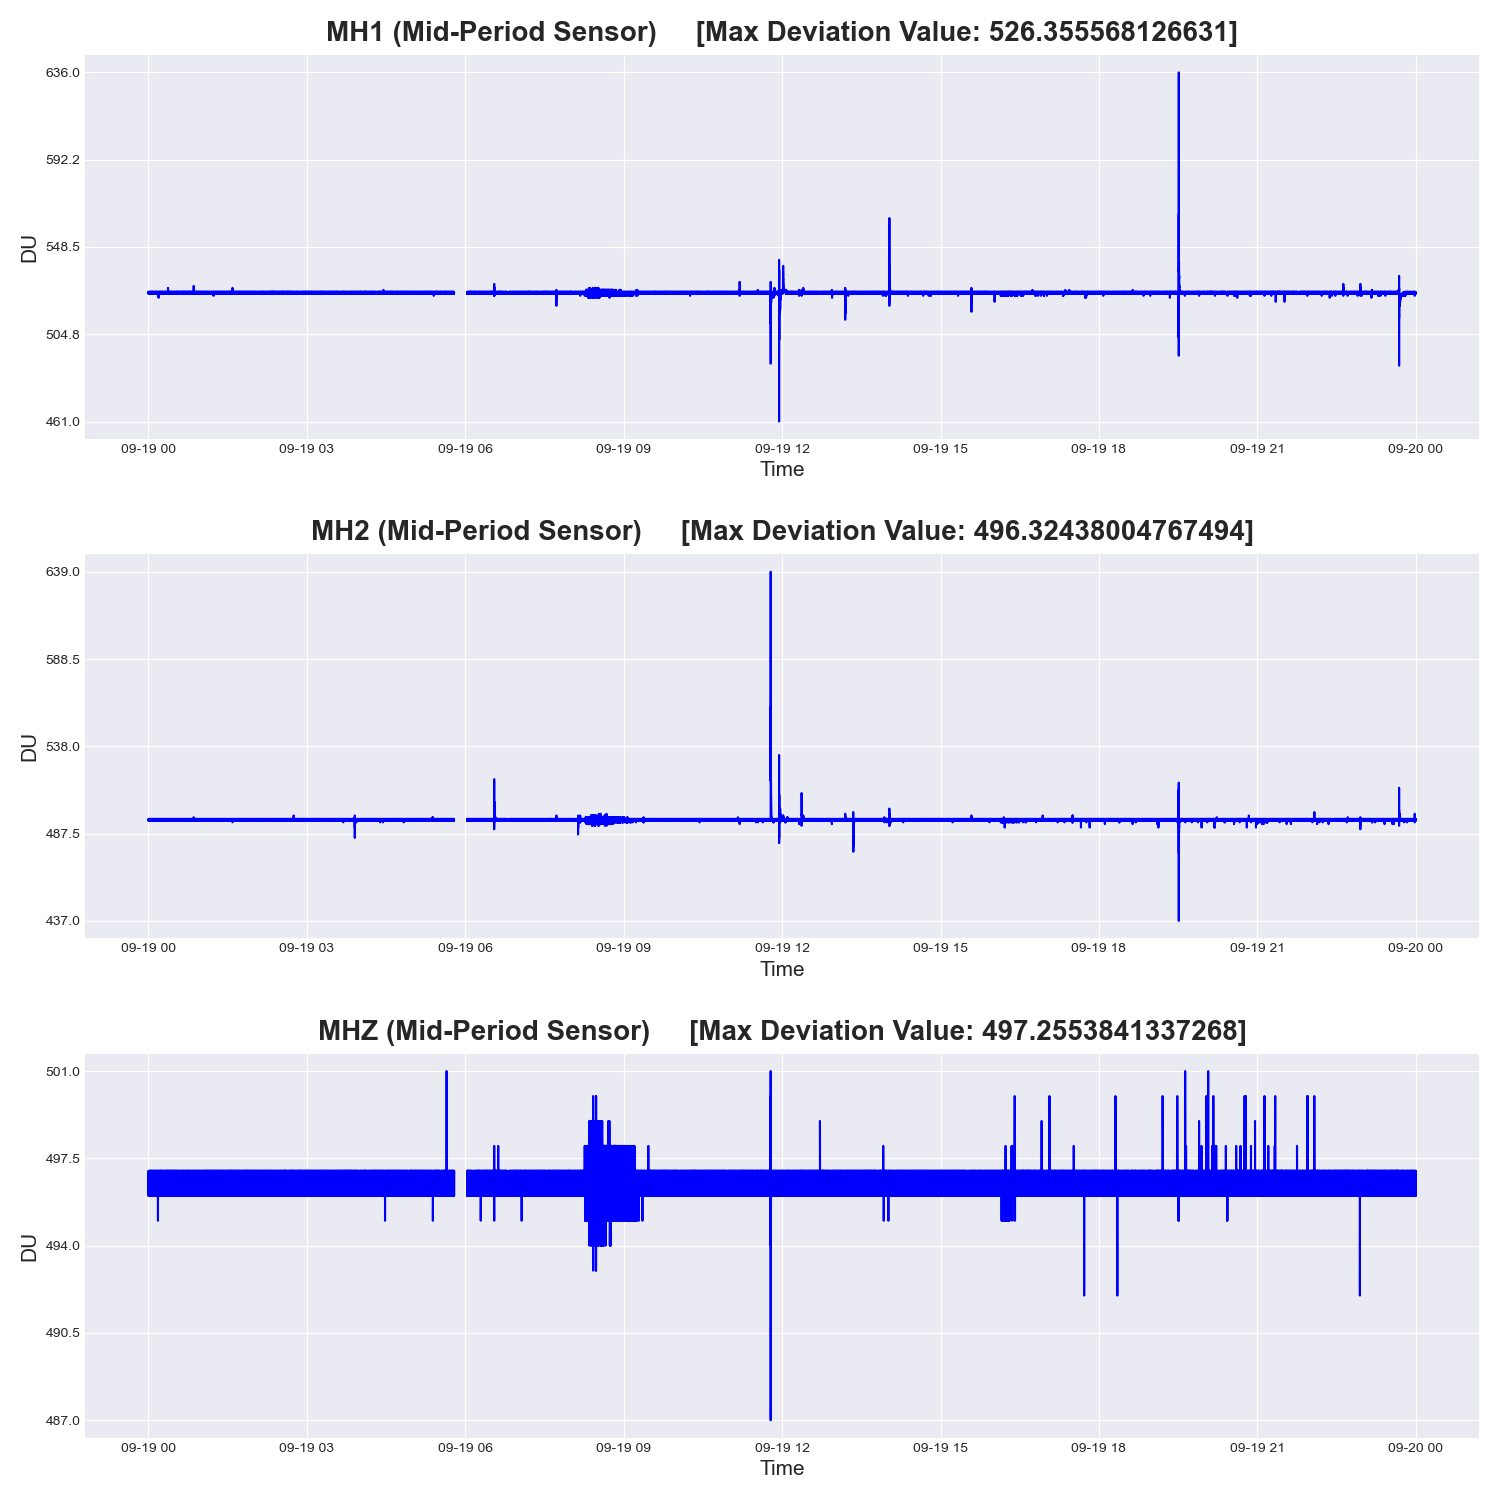 MH1 (Mid-Period Sensor) [Max Deviation Value: 526.355568126631]
636.0
592.2
548.5
504.8
461.0
DU
09-19 00 09-19 03 09-19 06 09-19 09 09-19 12 09-19 15 09-19 18 09-19 21 09-20 00
Time
MH2 (Mid-Period Sensor) [Max Deviation Value: 496.32438004767494]
639.0
588.5
538.0
487.5
437.0
DU
09-19 00 09-19 03 09-19 06 09-19 09 09-19 12 09-19 15 09-19 18 09-19 21 09-20 00
Time
MHZ (Mid-Period Sensor) [Max Deviation Value: 497.2553841337268]
501.0
497.5
494.0
490.5
487.0
DU
09-19 00 09-19 03 09-19 06 09-19 09 09-19 12 09-19 15 09-19 18 09-19 21 09-20 00
Time